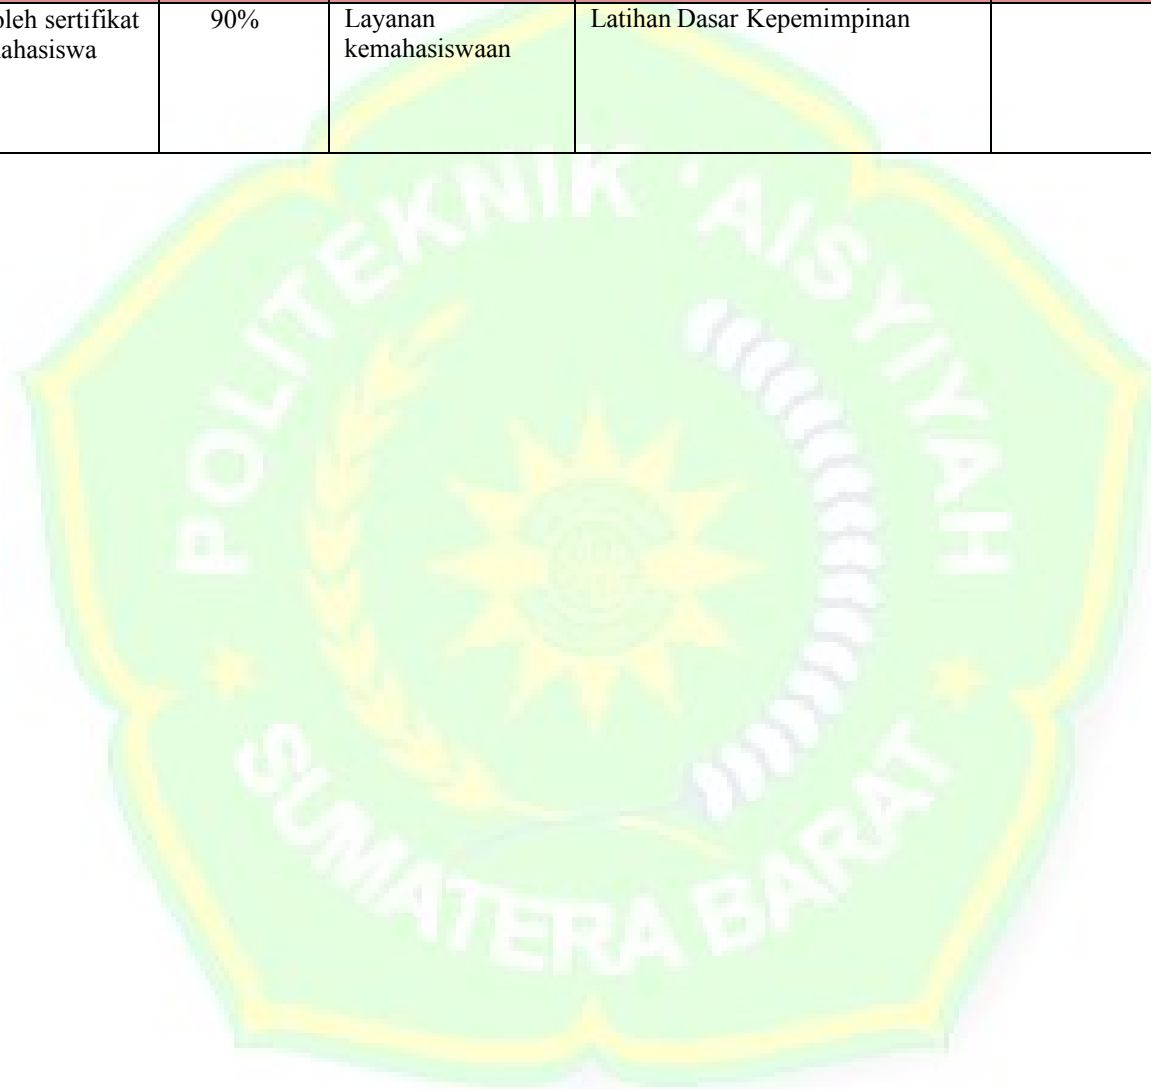 oleh sertifikat
ahasiswa
90%
Layanan
kemahasiswaan
Latihan Dasar Kepemimpinan
POLITEKNIK 'AISYIYAH
SUMATERA BARAT